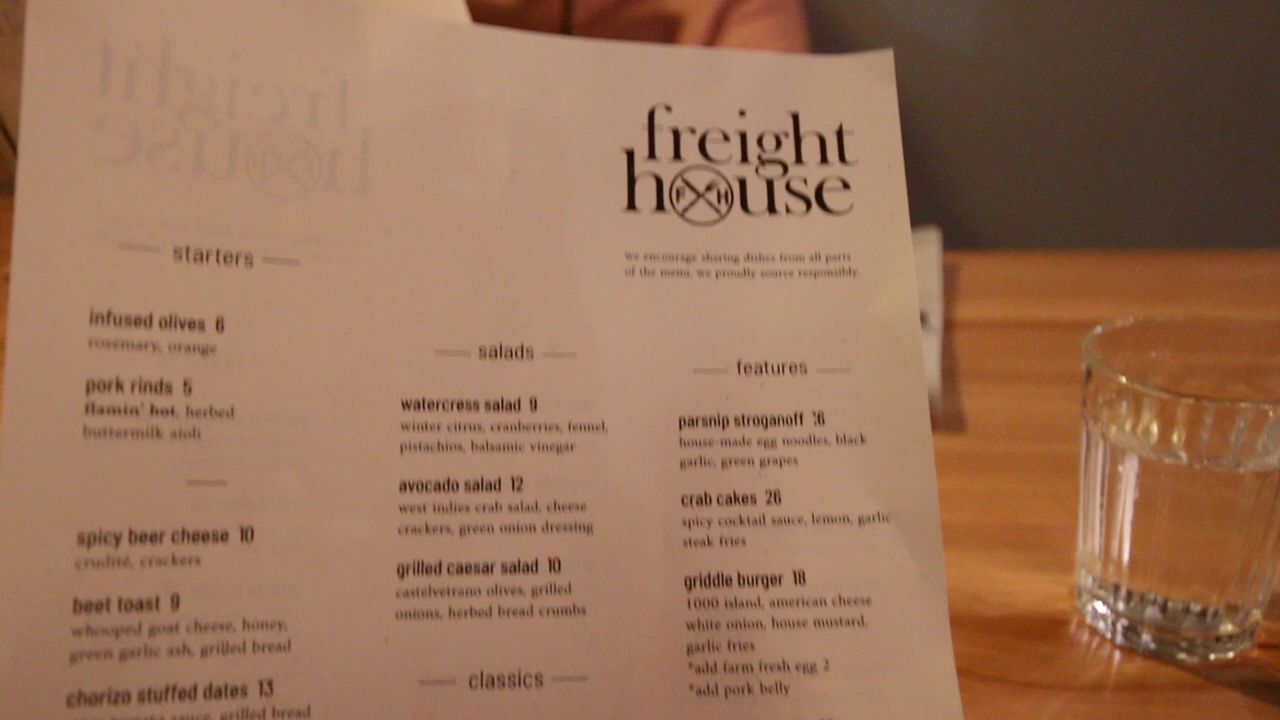 freight
house
F H
we encourage sharing dishes from all parts
of the menu. we proudly source responsibly.
starters
infused olives 6
rosemary, orange
pork rinds 5
flamin' hot, herbed
buttermilk aioli
spicy beer cheese 10
crudité, crackers
beet toast 9
whooped goat cheese, honey,
green garlic ash, grilled bread
chorizo stuffed dates 13
tomato sauce, grilled bread
salads
watercress salad 9
winter citrus, cranberries, fennel,
pistachios, balsamic vinegar
avocado salad 12
west indies crab salad, cheese
crackers, green onion dressing
grilled caesar salad 10
castelvetrano olives, grilled
onions, herbed bread crumbs
classics
features
parsnip stroganoff 16
house-made egg noodles, black
garlic, green grapes
crab cakes 26
spicy cocktail sauce, lemon, garlic
steak fries
griddle burger 18
1000 island, american cheese
white onion, house mustard,
garlic fries
*add farm fresh egg 2
*add pork belly